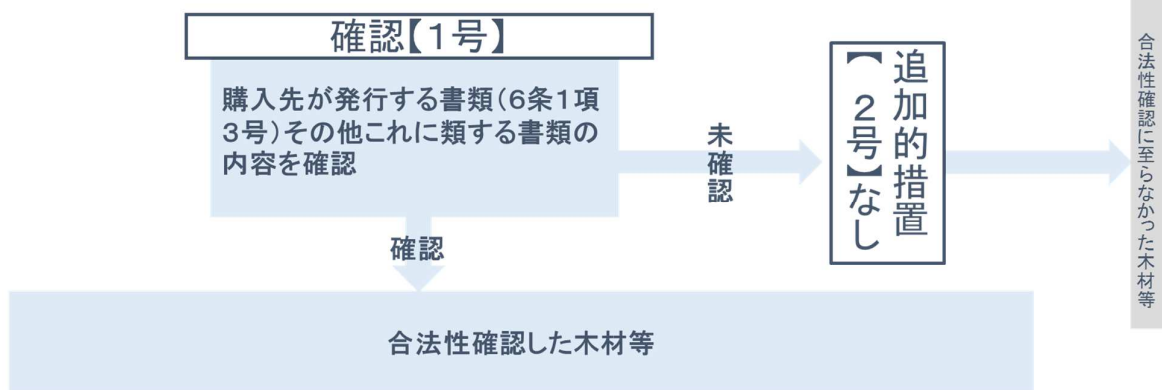 確認【1号】
購入先が発行する書類(6条1項
3号)その他これに類する書類の
内容を確認
未確認
追加的措置
【2号】なし
合法性確認に至らなかった木材等
確認
合法性確認した木材等